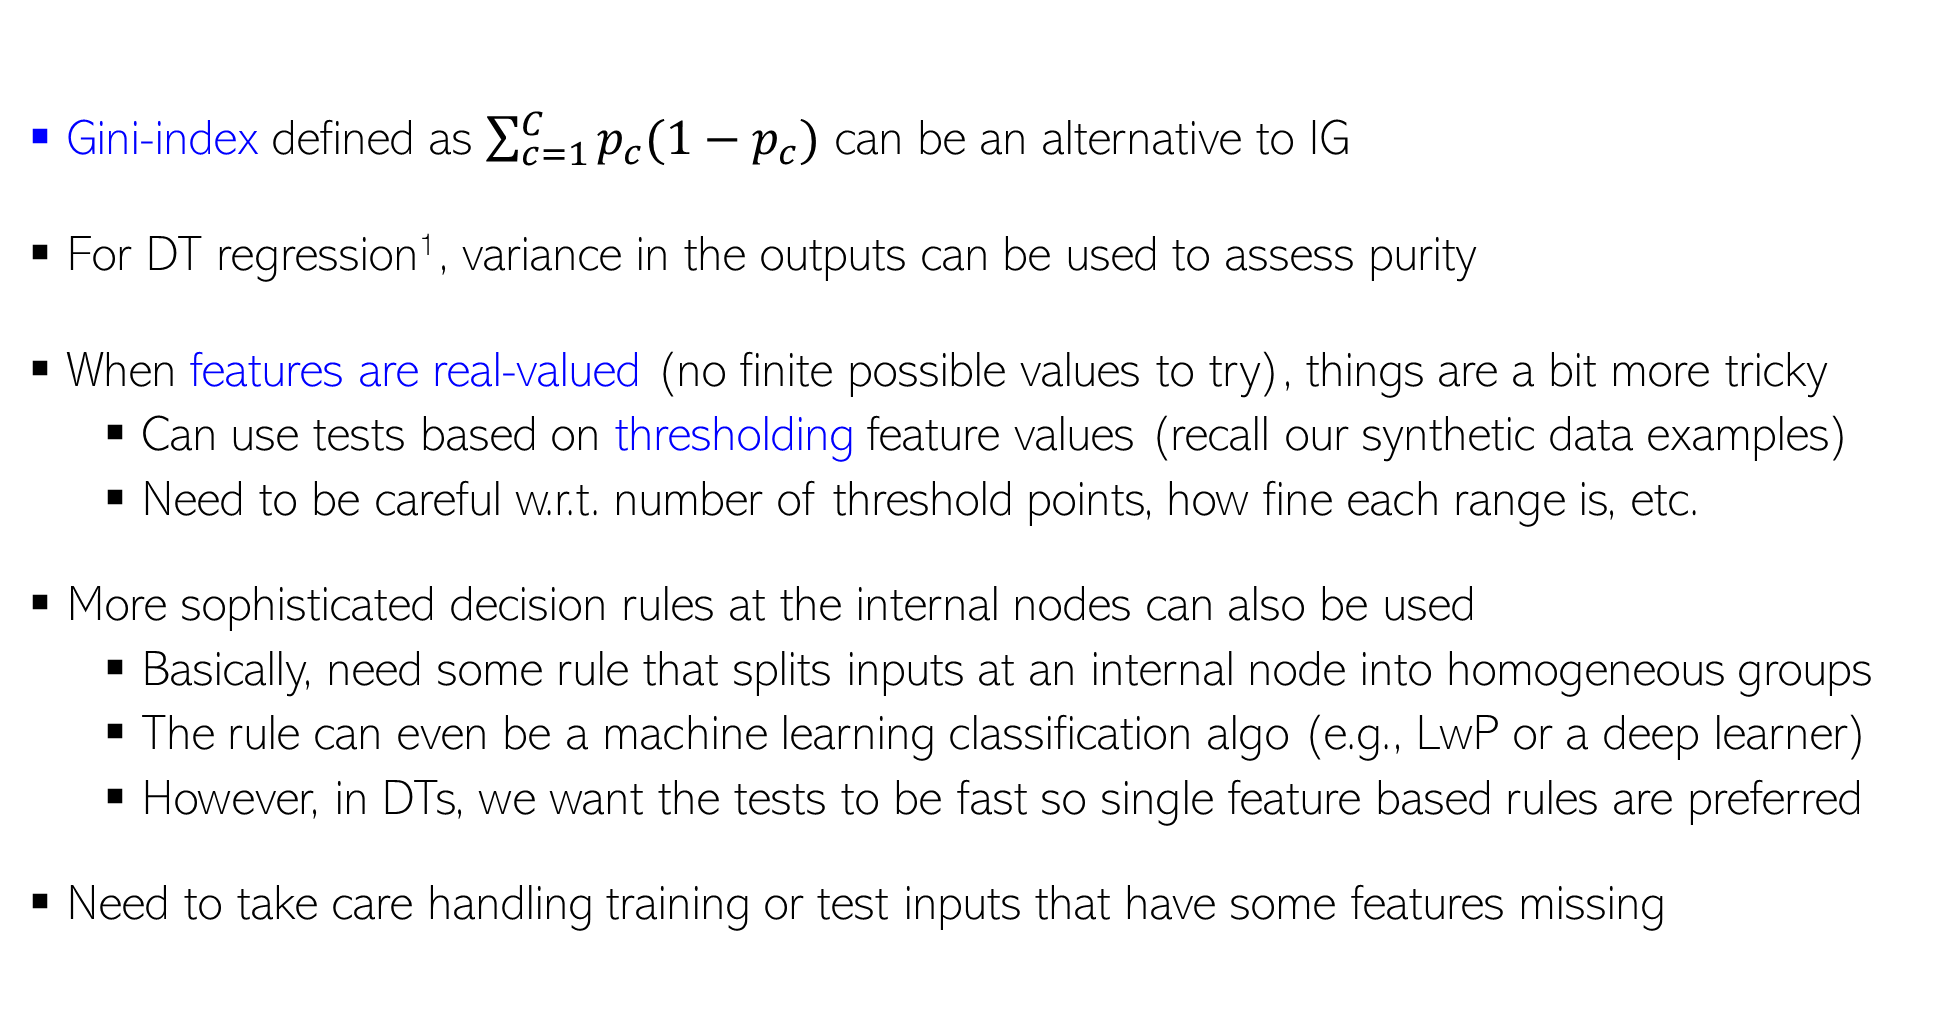 ▪ Gini-index defined as $\sum_{c=1}^{C} p_c(1 - p_c)$ can be an alternative to IG
▪ For DT regression¹, variance in the outputs can be used to assess purity
▪ When features are real-valued (no finite possible values to try), things are a bit more tricky
▪ Can use tests based on thresholding feature values (recall our synthetic data examples)
▪ Need to be careful w.r.t. number of threshold points, how fine each range is, etc.
▪ More sophisticated decision rules at the internal nodes can also be used
▪ Basically, need some rule that splits inputs at an internal node into homogeneous groups
▪ The rule can even be a machine learning classification algo (e.g., LwP or a deep learner)
▪ However, in DTs, we want the tests to be fast so single feature based rules are preferred
▪ Need to take care handling training or test inputs that have some features missing